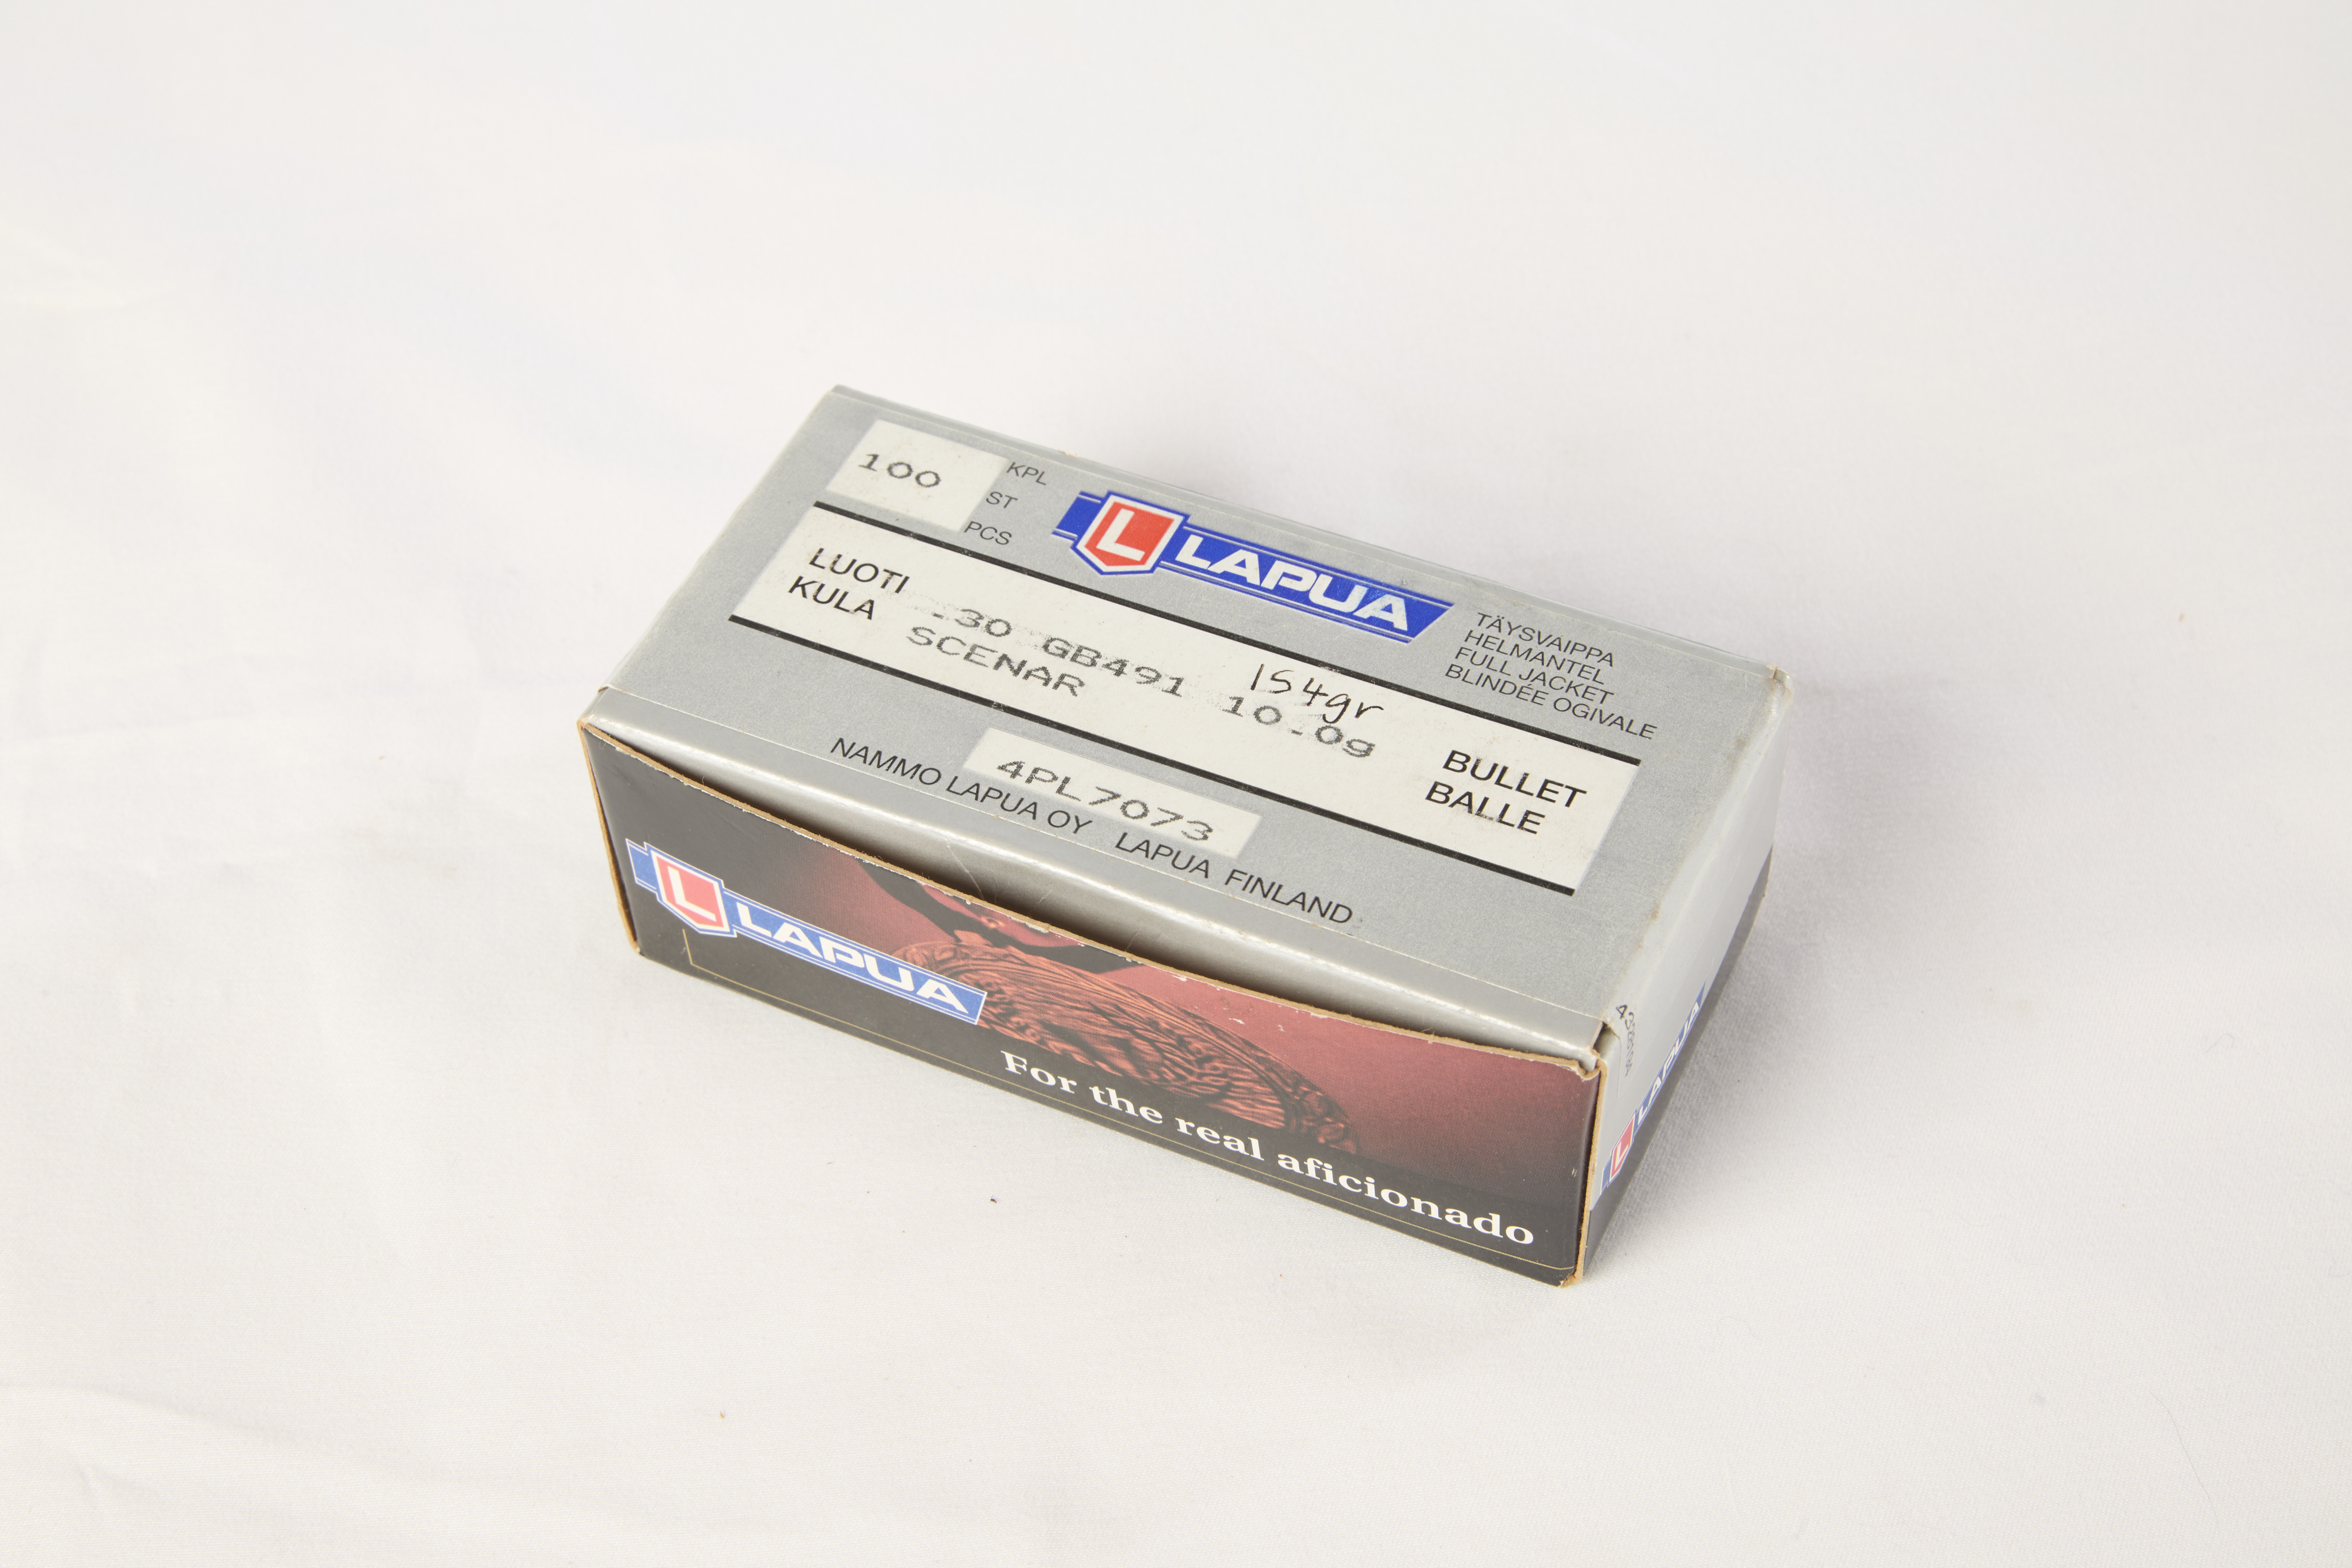 100
KPL
ST
PCS
L LAPUA
TÄYSVAIPPA
HELMANTEL
FULL JACKET
BLINDÉE OGIVALE
LUOTI
KULA
.30 GB491 10.0g
SCENAR
154gr
BULLET
BALLE
4PL7073
NAMMO LAPUA OY LAPUA FINLAND
L LAPUA
For the real aficionado
L LAPUA